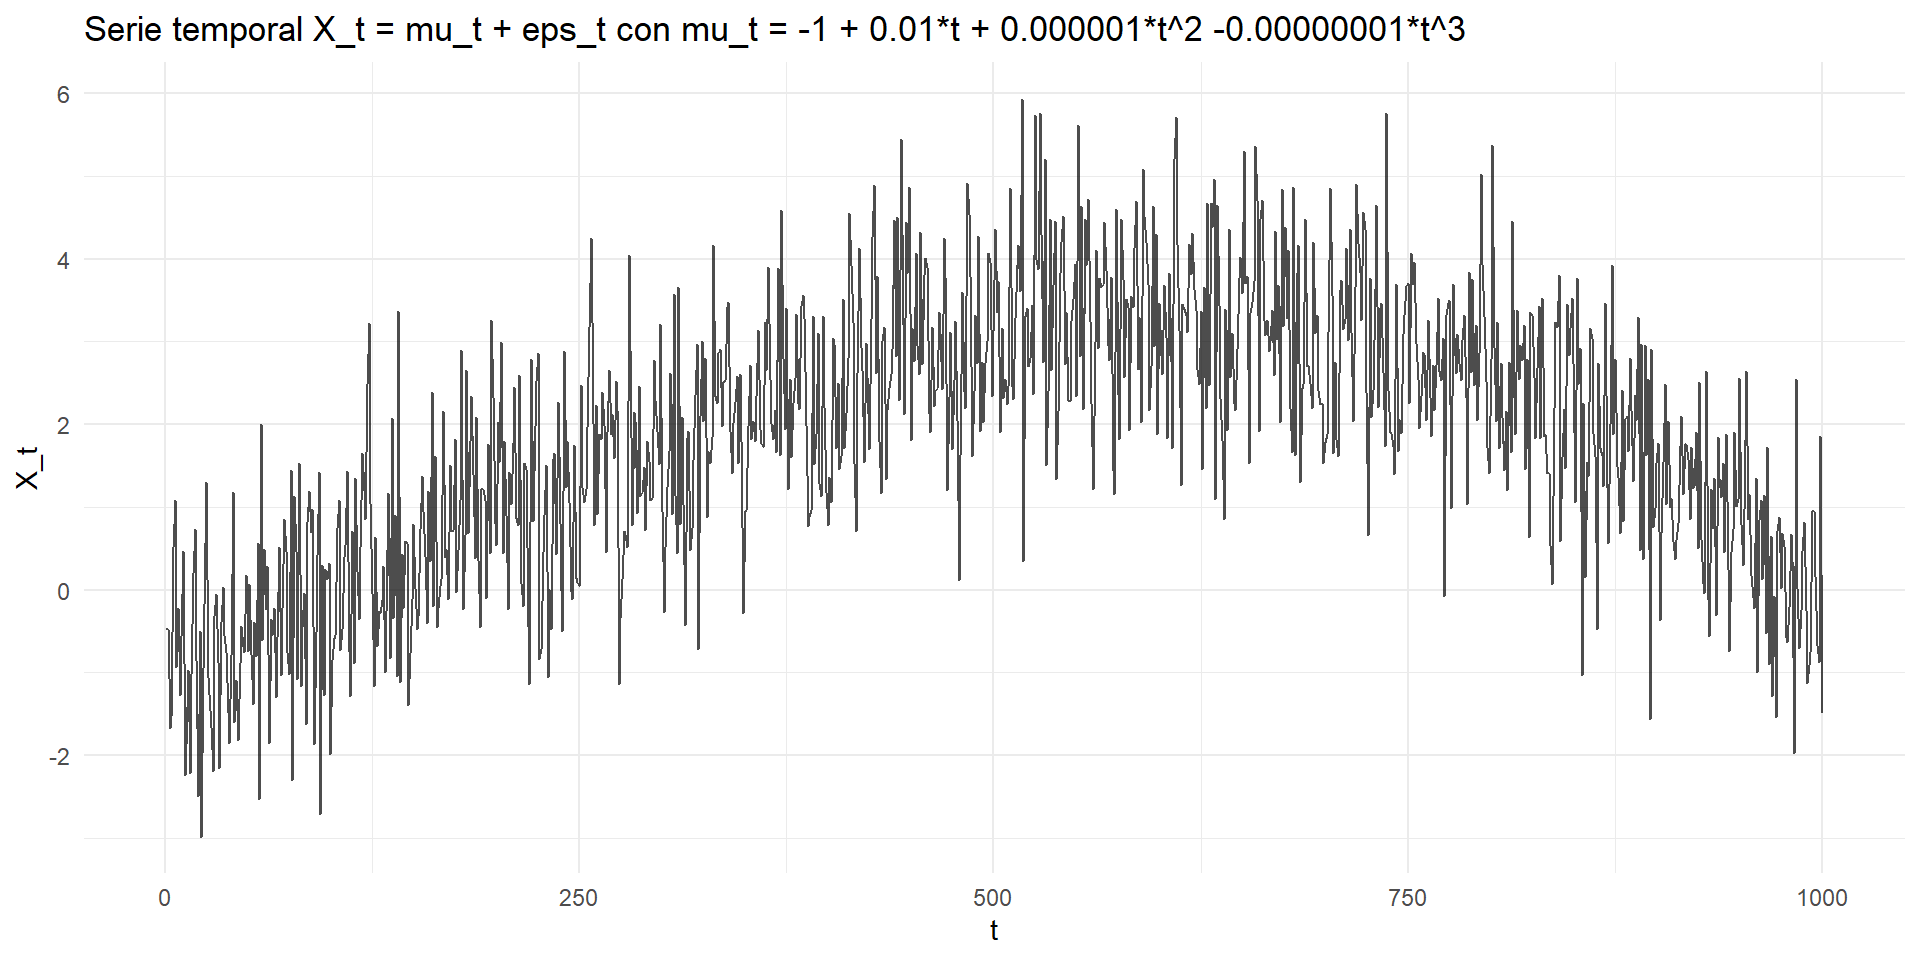 Serie temporal X_t = mu_t + eps_t con mu_t = -1 + 0.01*t + 0.000001*t^2 -0.00000001*t^3
6
4
2
0
-2
X_t
0 250 500 750 1000
t